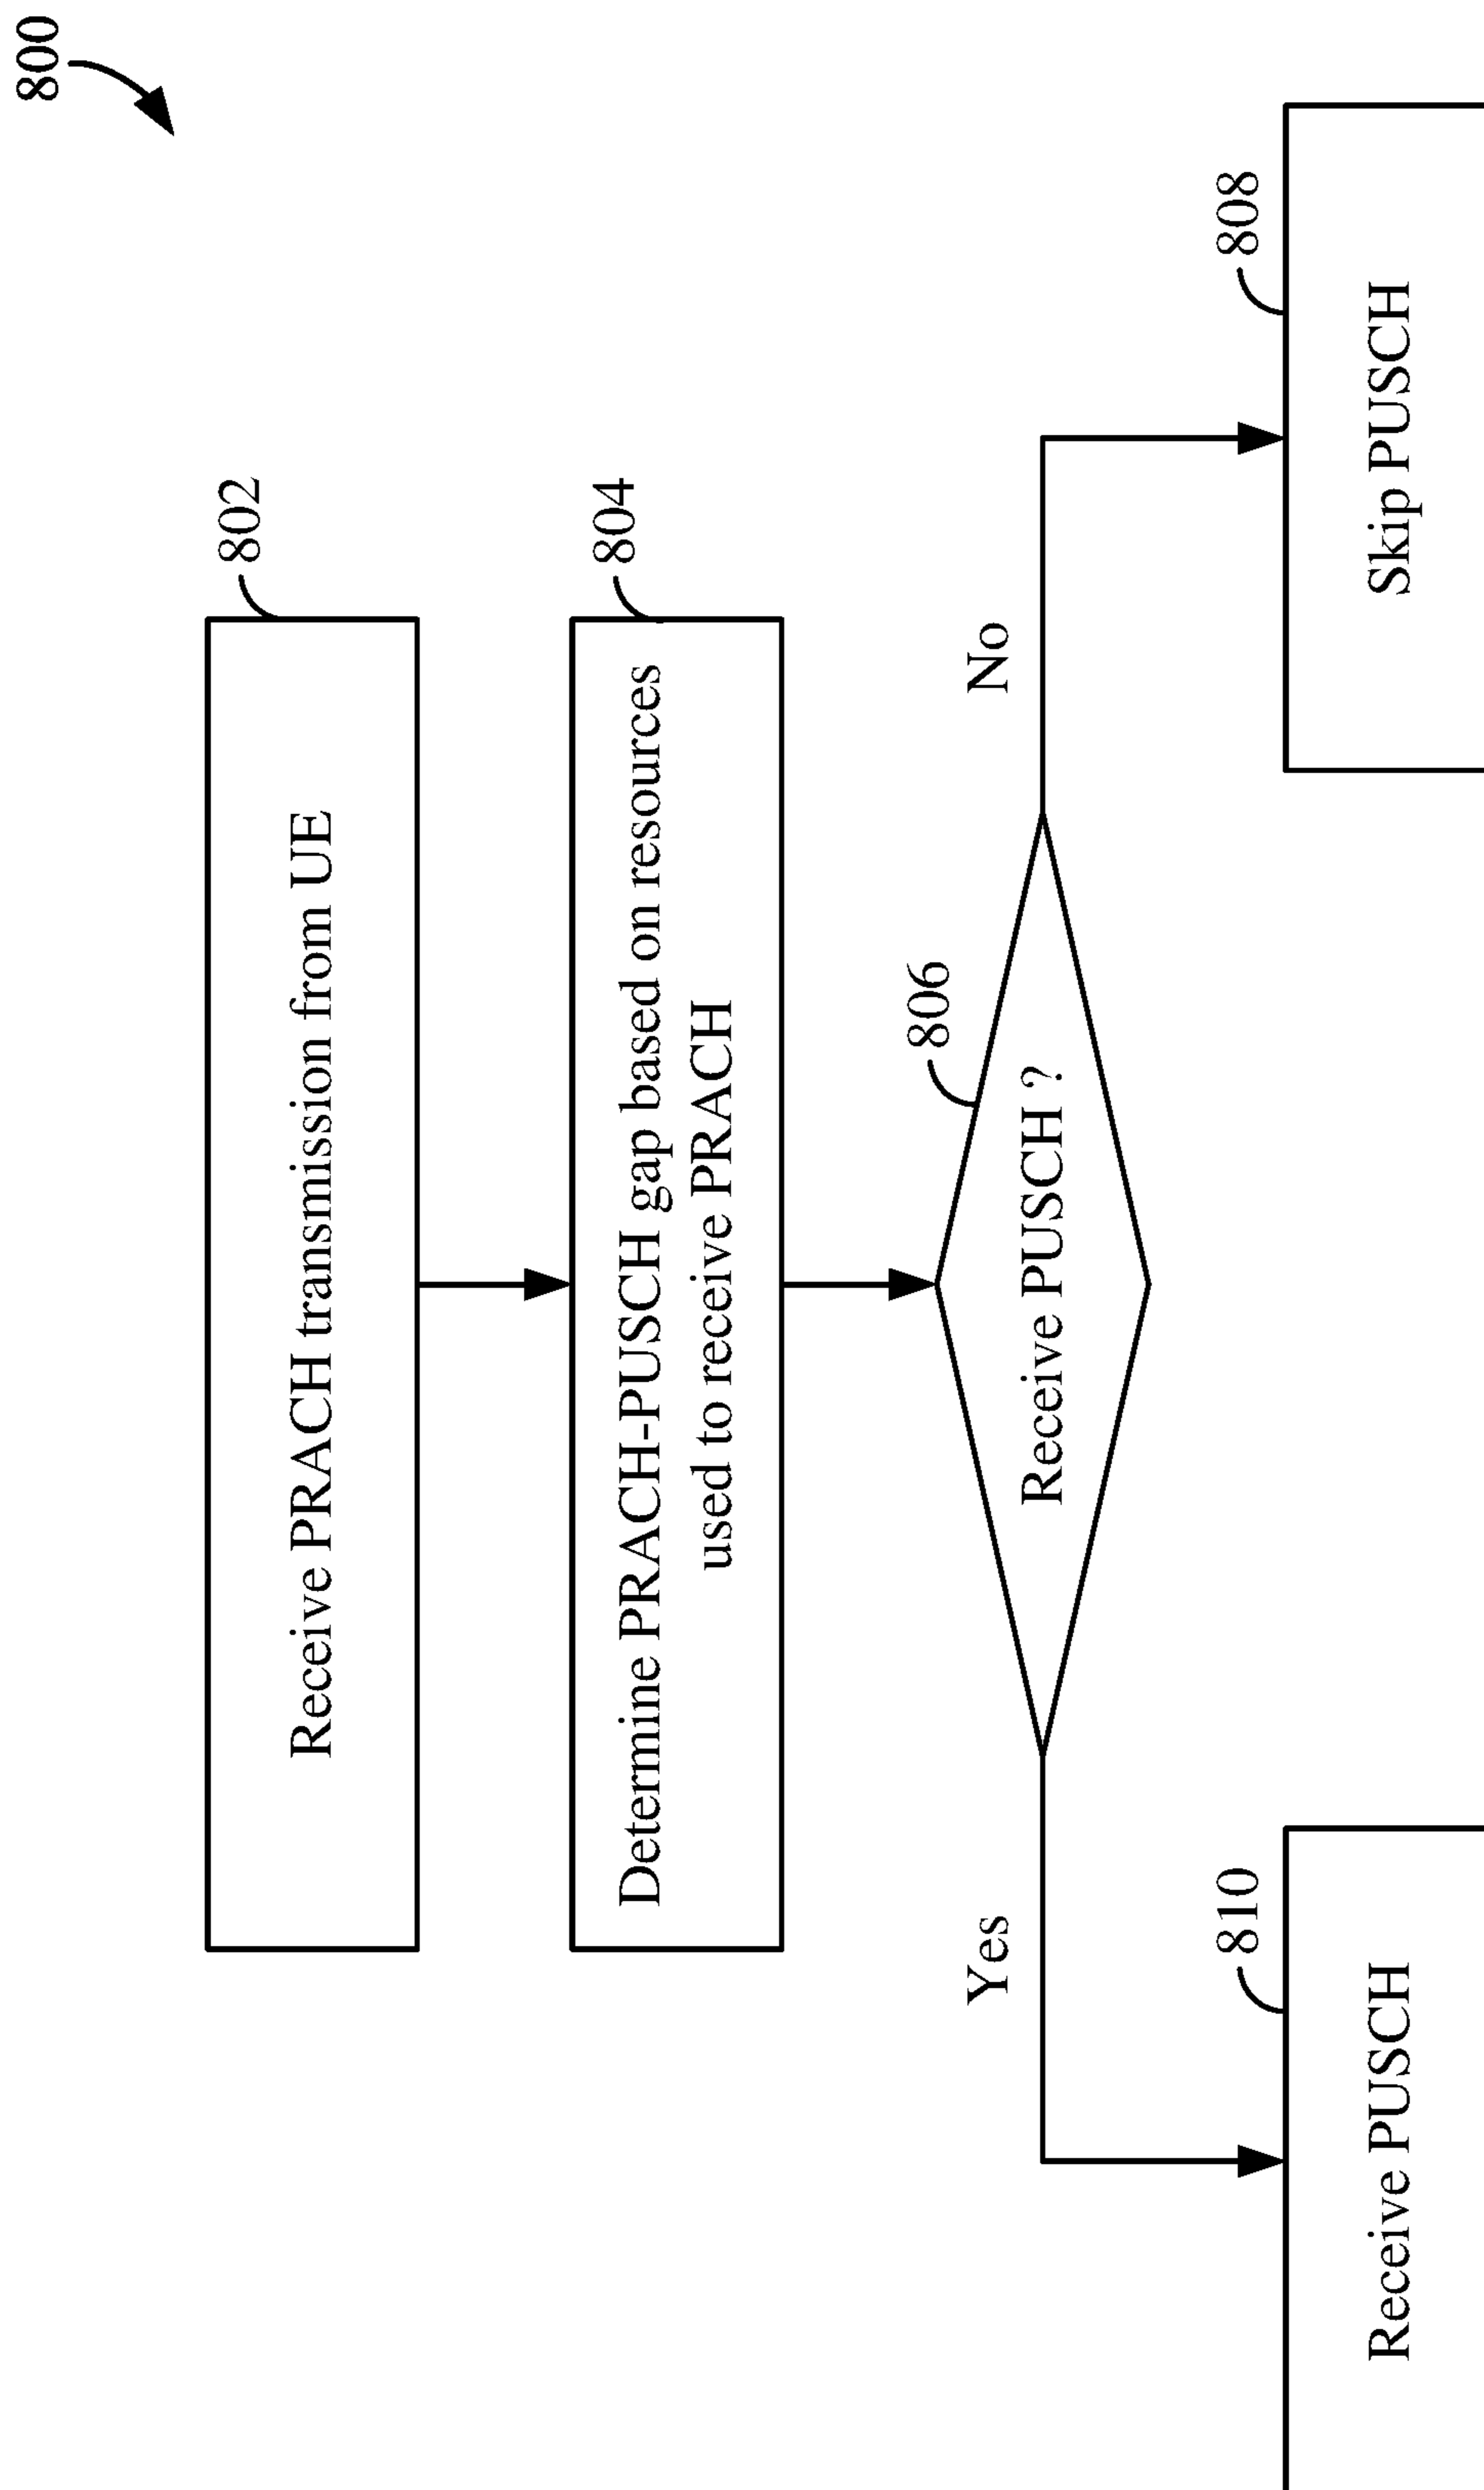 800
802
Receive PRACH transmission from UE
804
Determine PRACH-PUSCH gap based on resources
used to receive PRACH
806
Receive PUSCH ?
Yes
No
810
Receive PUSCH
808
Skip PUSCH